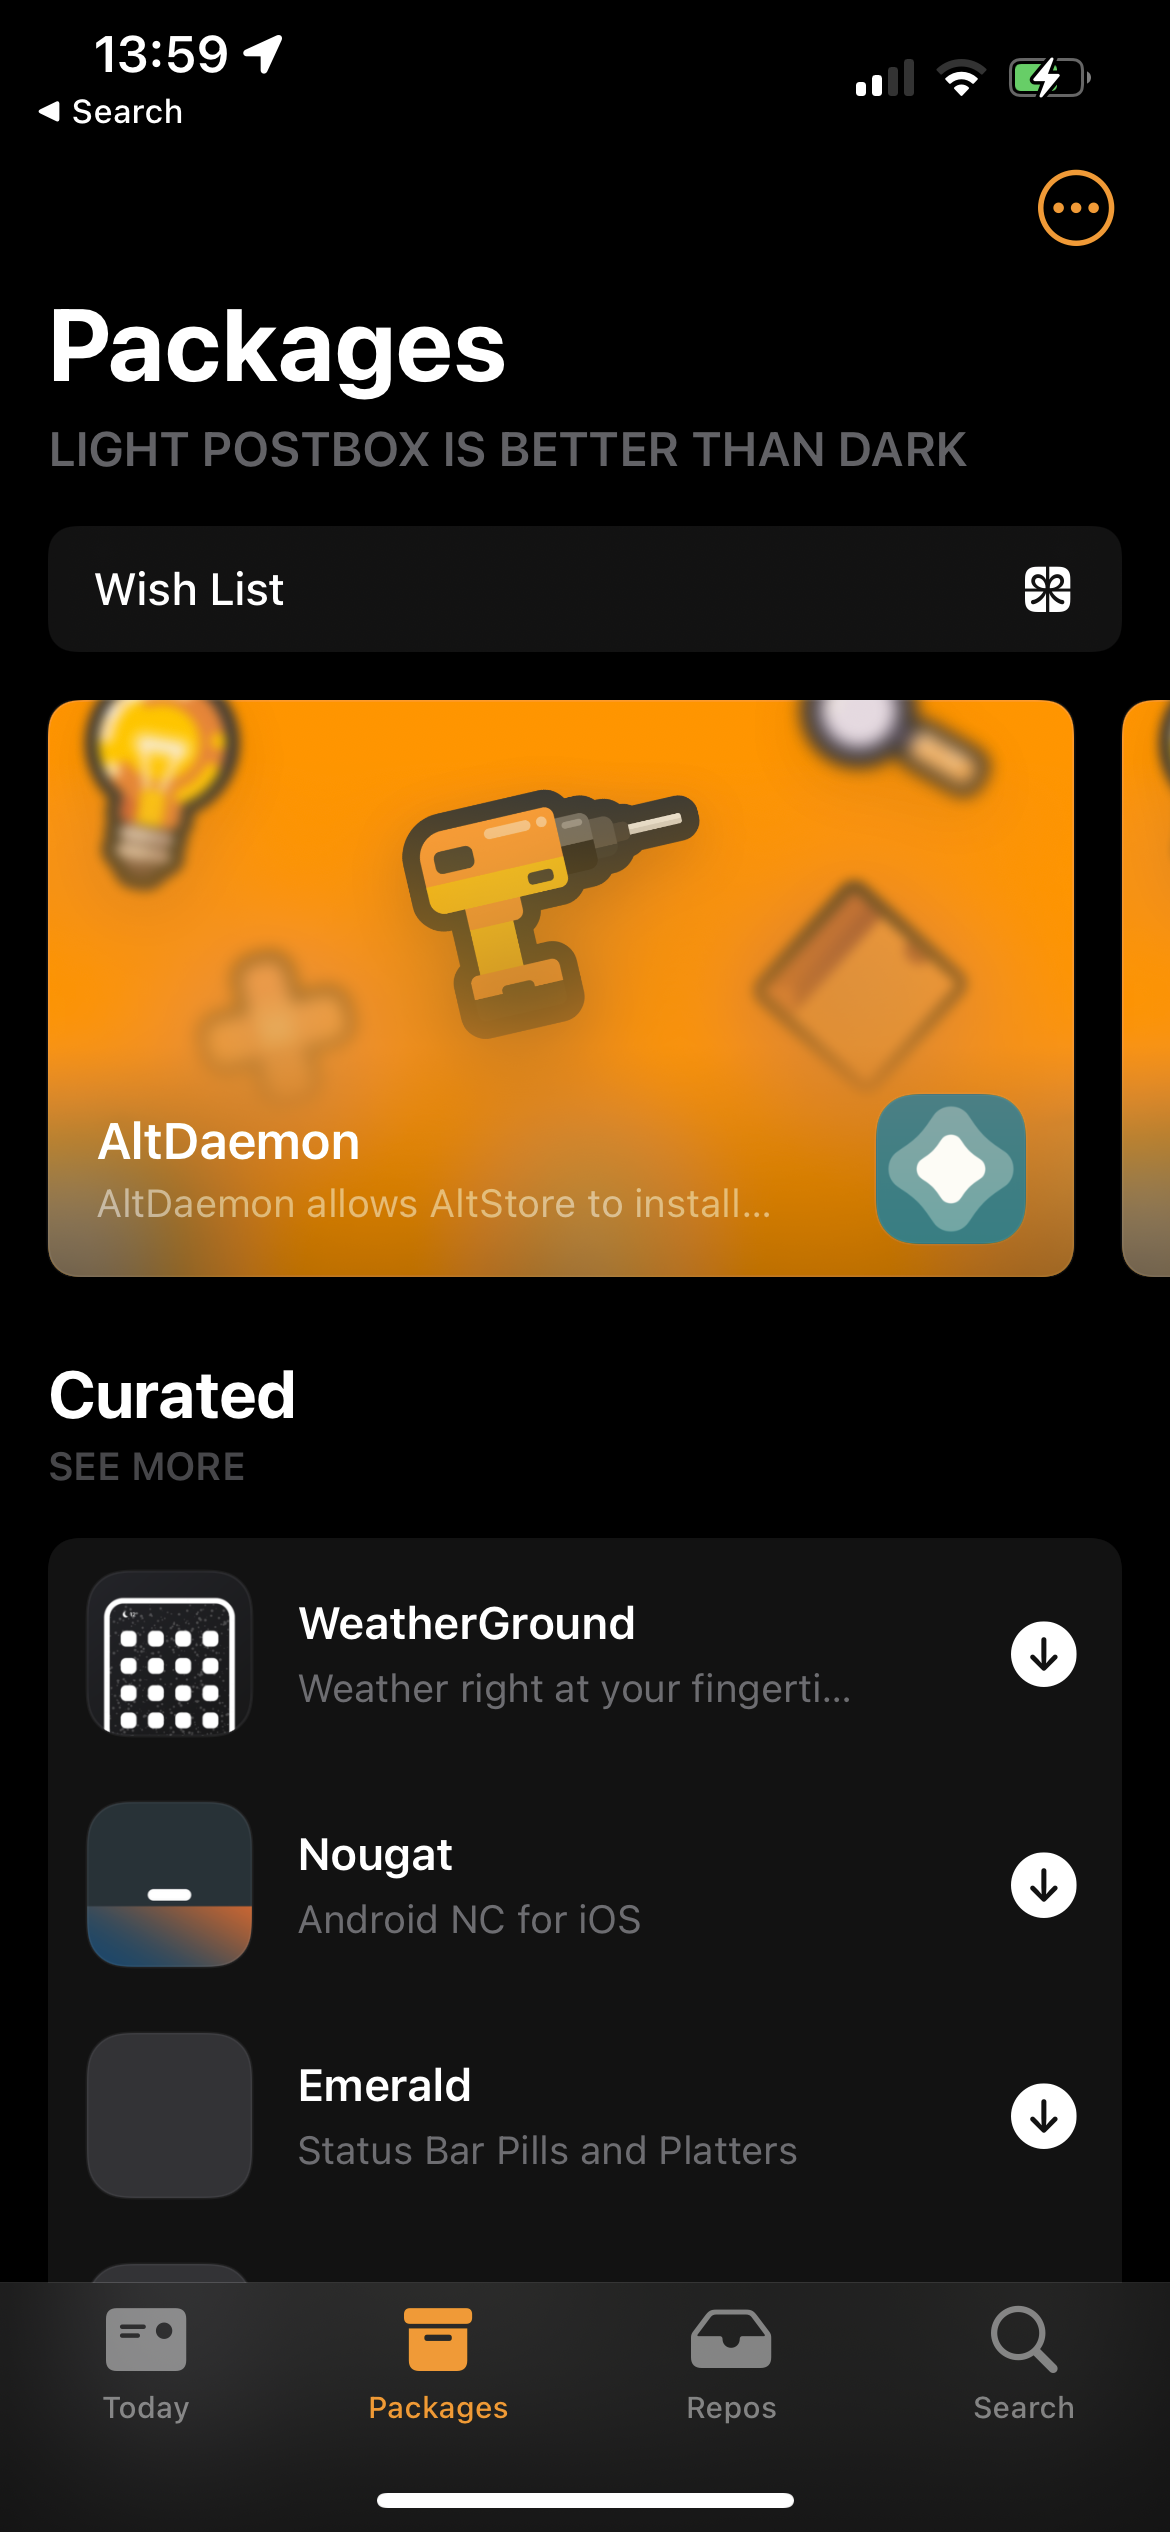 13:59
Search
Packages
LIGHT POSTBOX IS BETTER THAN DARK
Wish List
AltDaemon
AltDaemon allows AltStore to install...
Curated
SEE MORE
WeatherGround
Weather right at your fingerti...
Nougat
Android NC for iOS
Emerald
Status Bar Pills and Platters
Today
Packages
Repos
Search